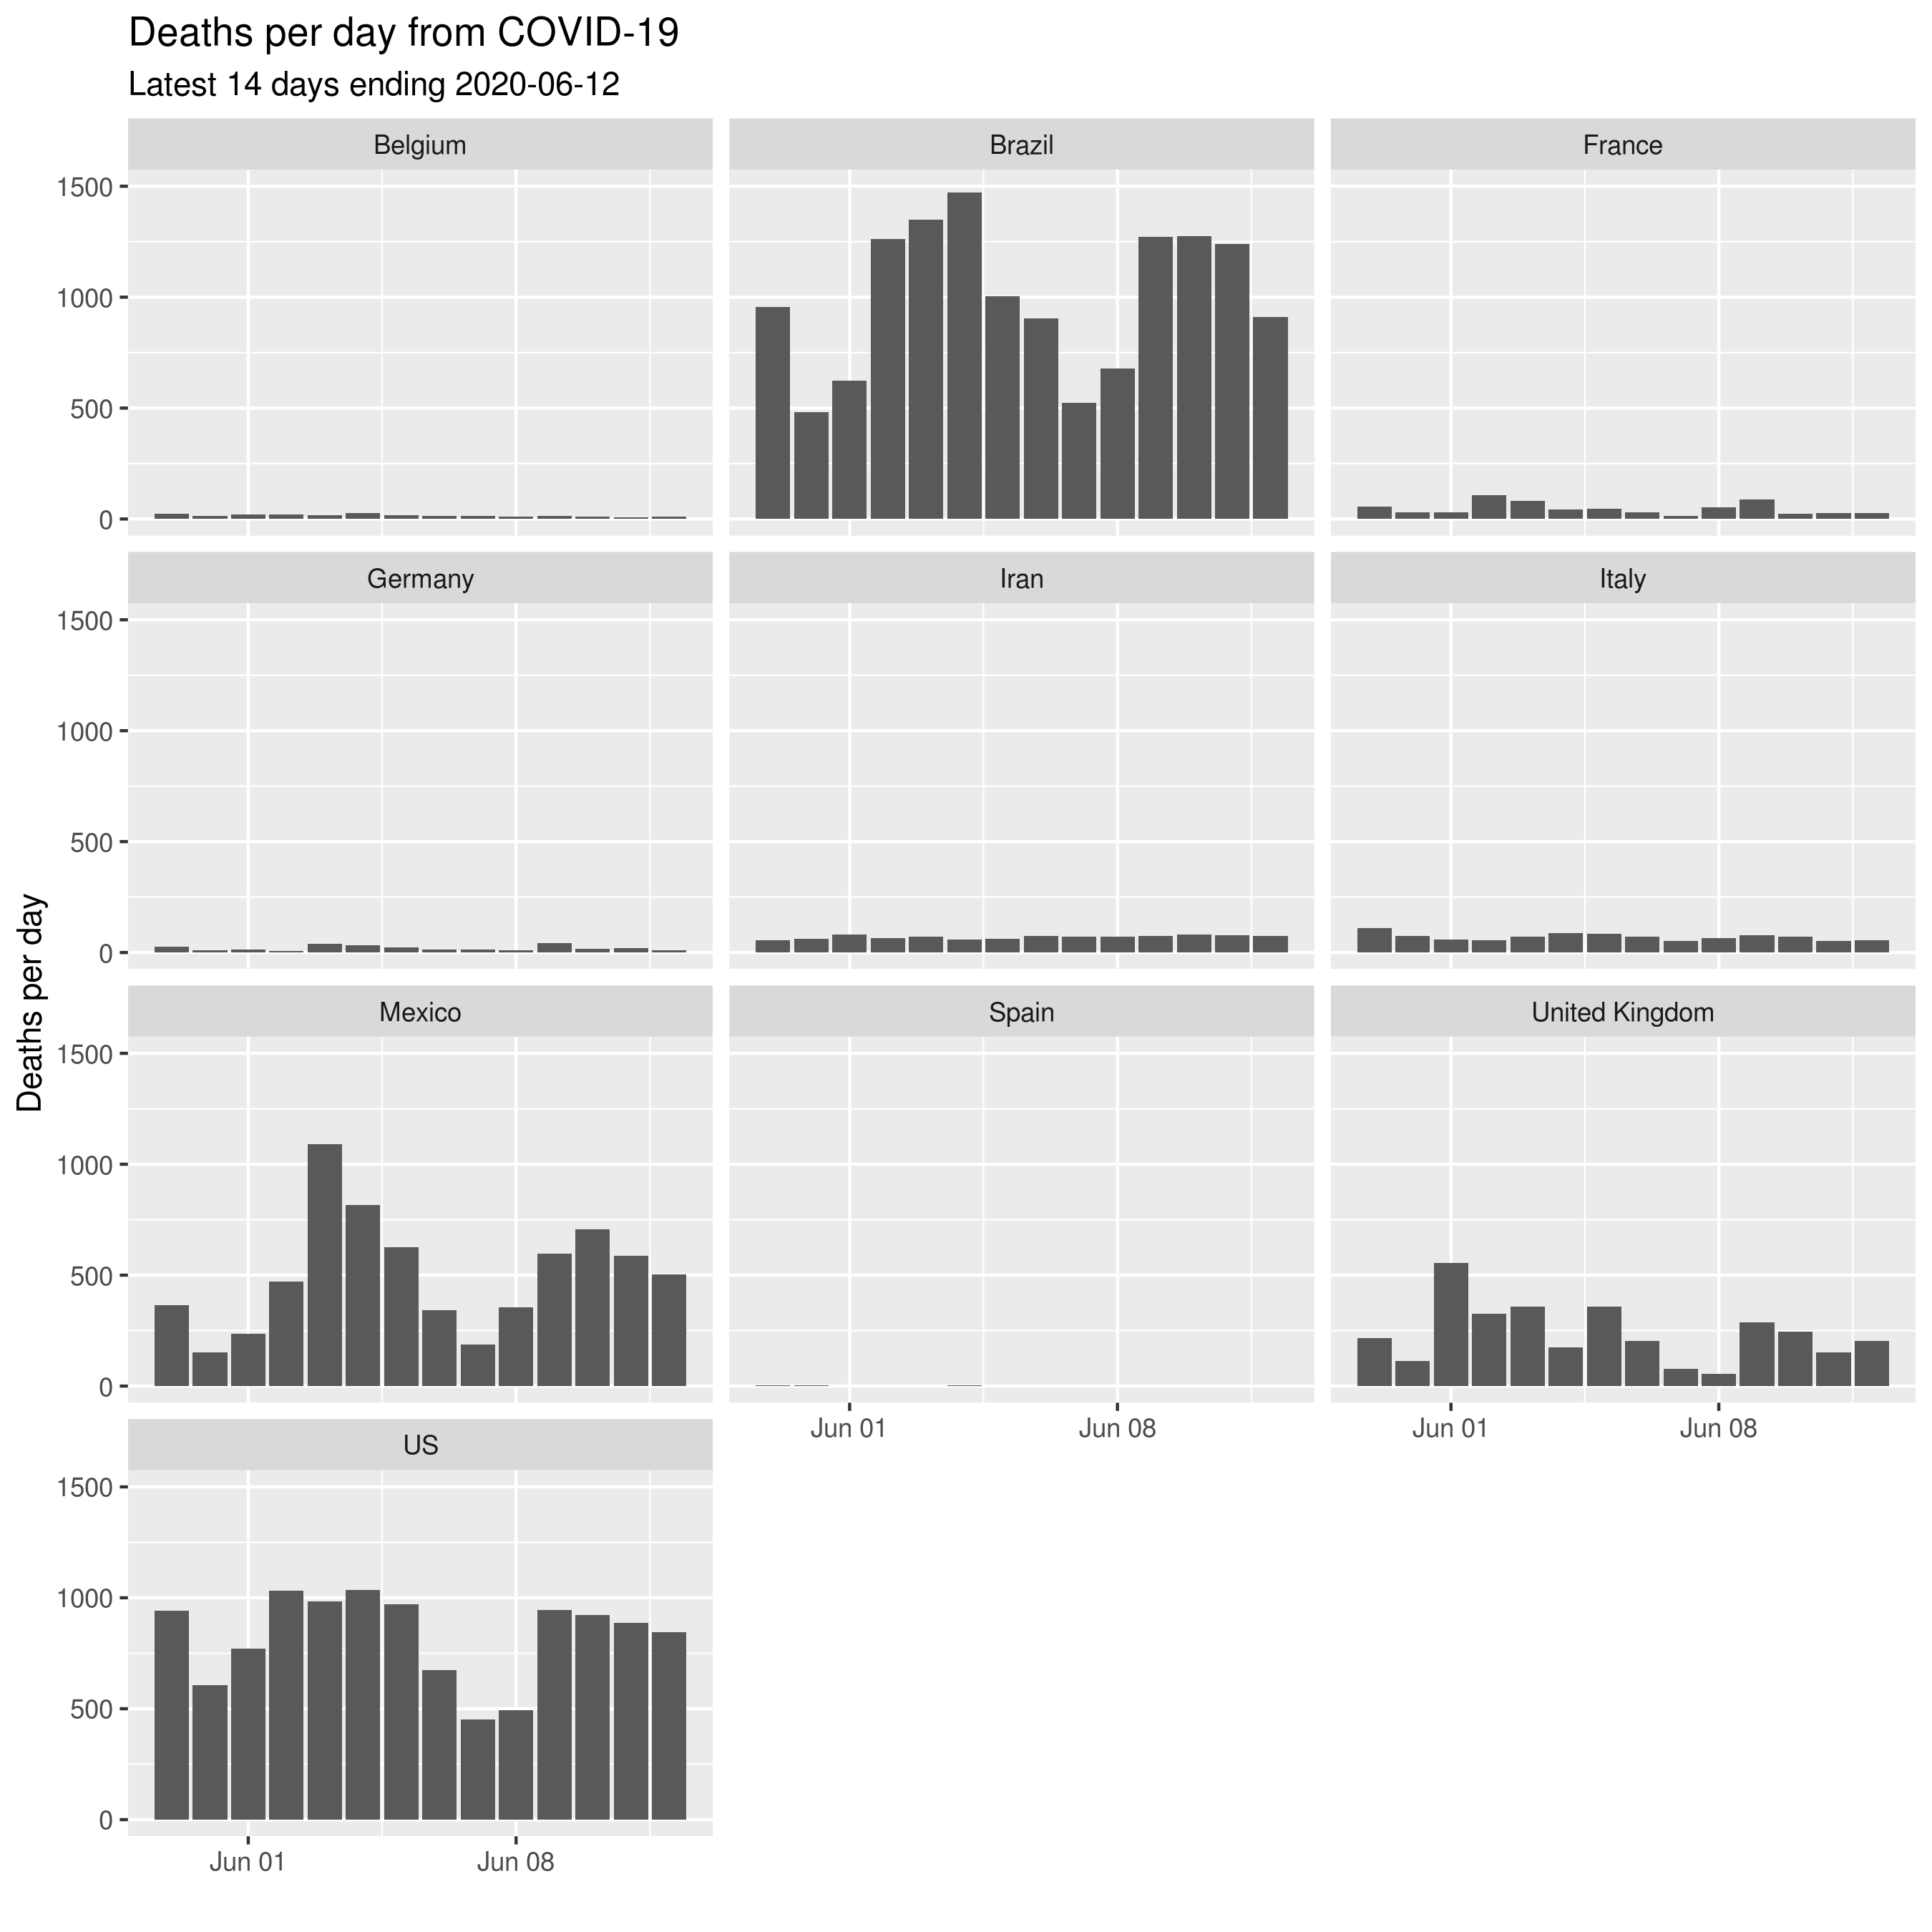 Deaths per day from COVID-19
Latest 14 days ending 2020-06-12
Belgium
Brazil
France
1500
1000
500
0
Germany
Iran
Italy
1500
1000
500
0
Deaths per day
Mexico
Spain
United Kingdom
1500
1000
500
0
Jun 01
Jun 08
Jun 01
Jun 08
US
1500
1000
500
0
Jun 01
Jun 08